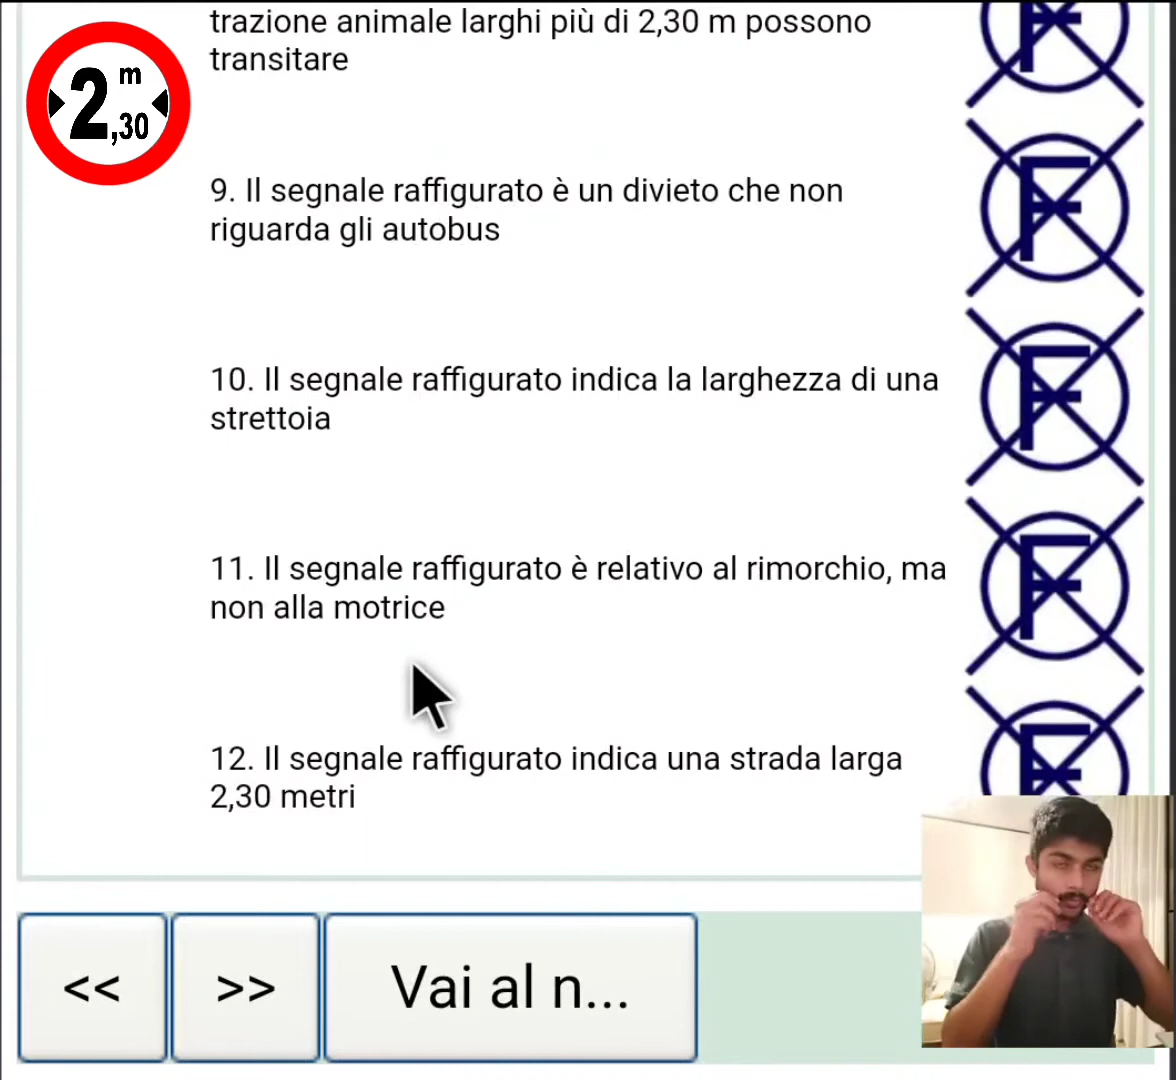 trazione animale larghi più di 2,30 m possono
transitare
2,30 m
9. Il segnale raffigurato è un divieto che non
riguarda gli autobus
F
10. Il segnale raffigurato indica la larghezza di una
strettoia
F
11. Il segnale raffigurato è relativo al rimorchio, ma
non alla motrice
F
12. Il segnale raffigurato indica una strada larga
2,30 metri
F
<< >> Vai al n...